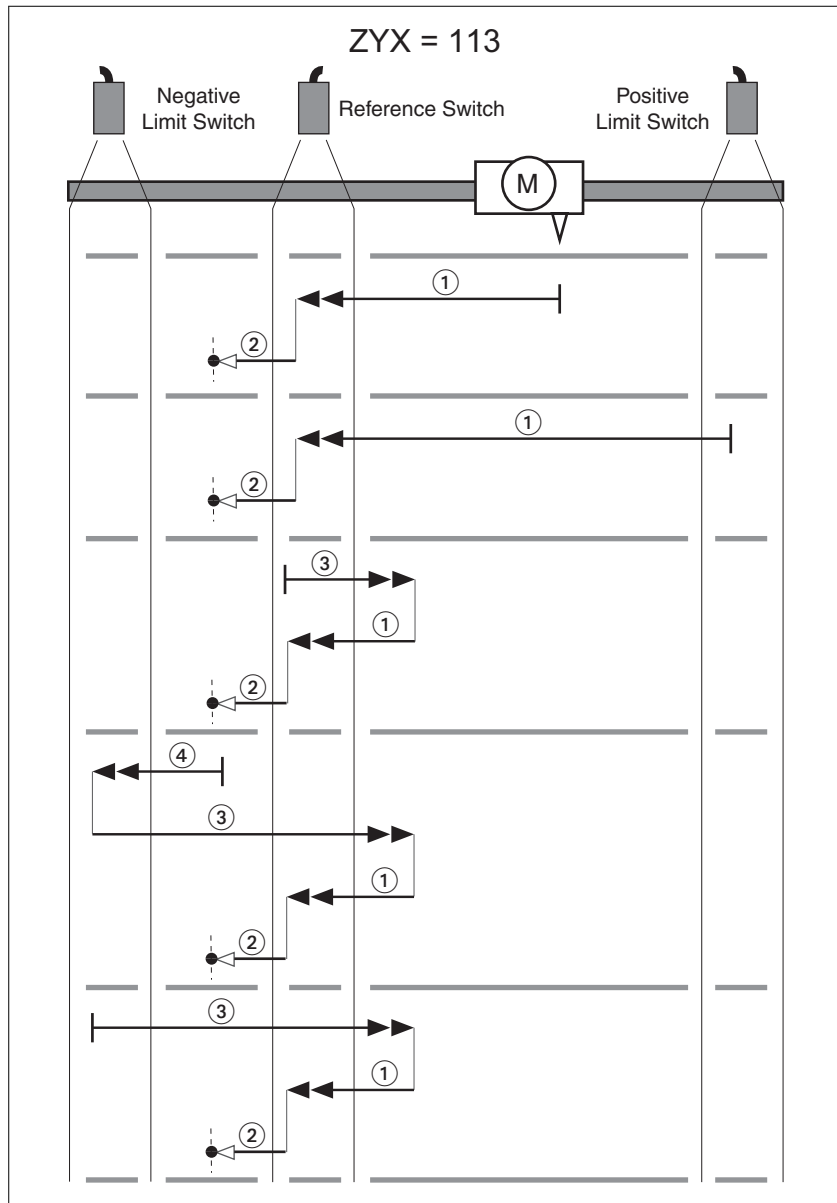 ZYX = 113
Negative
Limit Switch
Reference Switch
Positive
Limit Switch
M
1
2
1
2
3
1
2
4
3
1
2
3
1
2